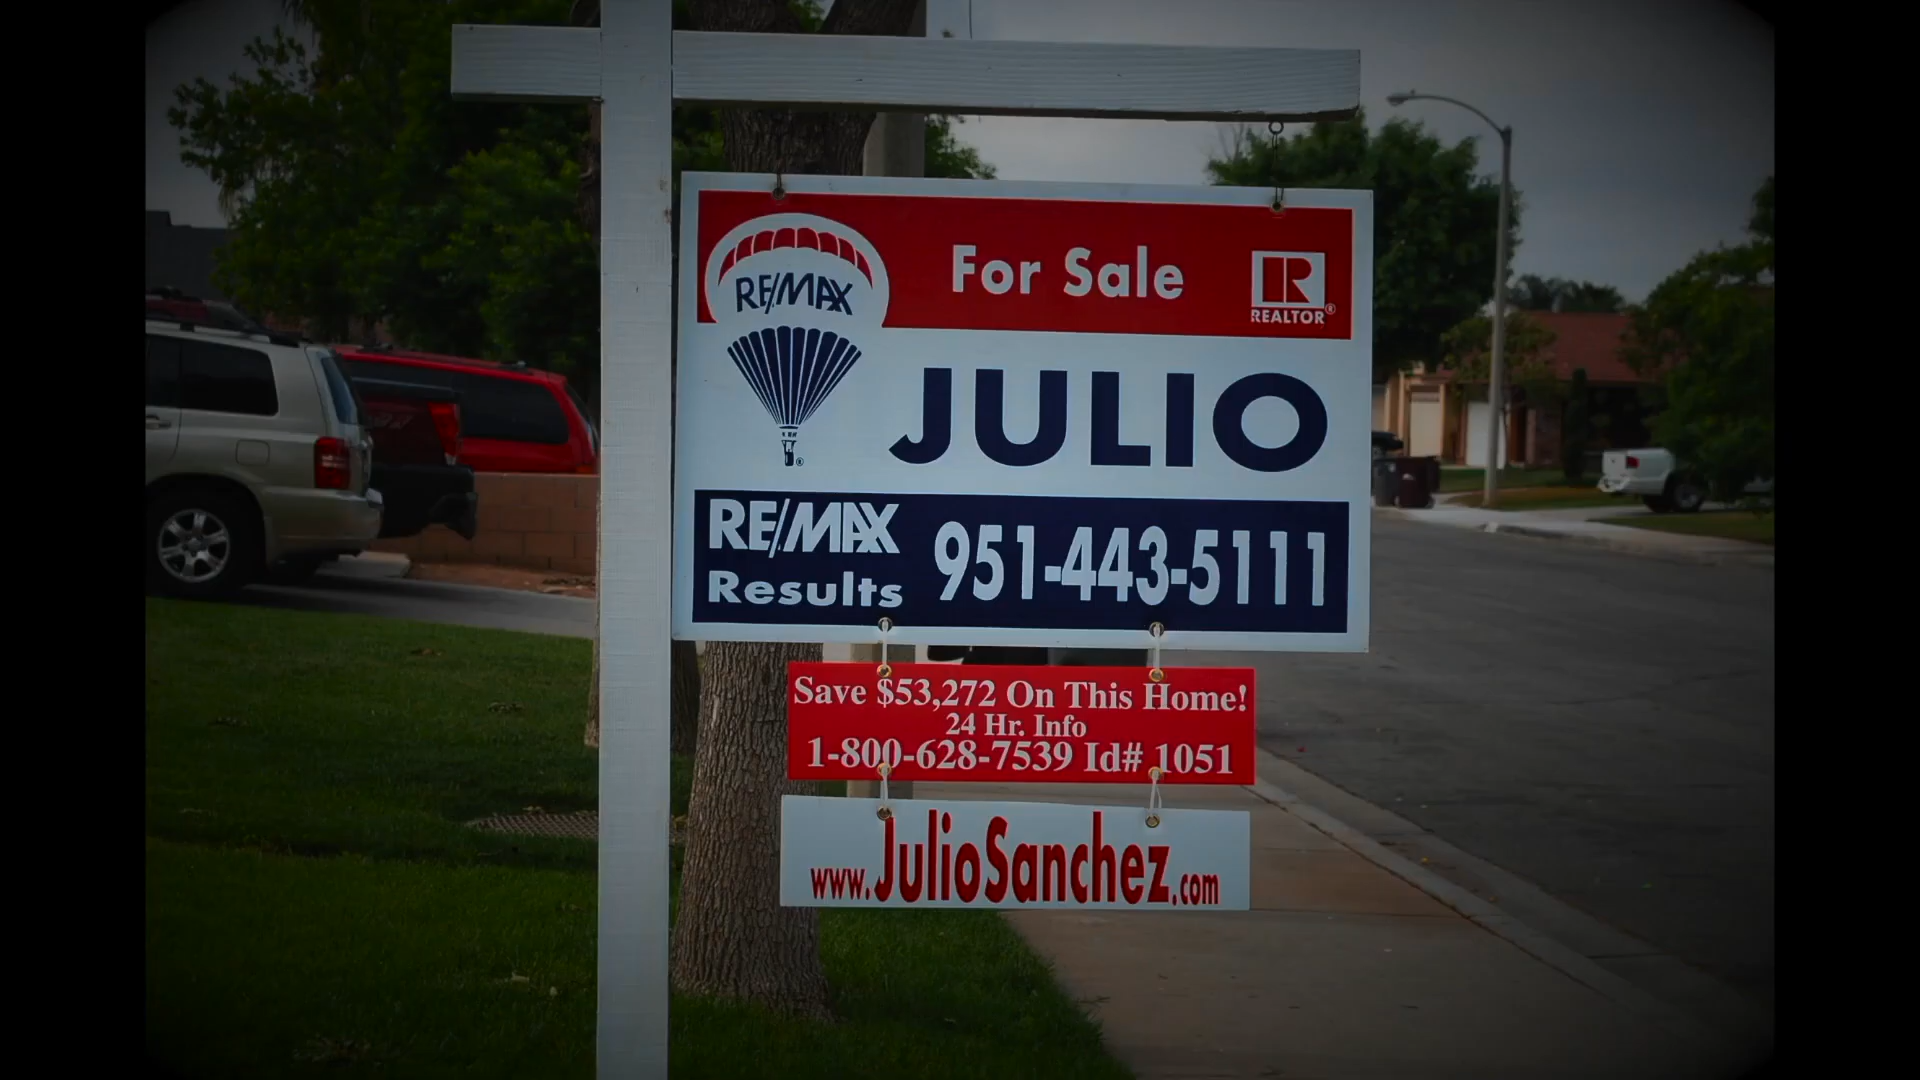 For Sale
RE/MAX
REALTOR®
JULIO
RE/MAX
Results
951-443-5111
Save $53,272 On This Home!
24 Hr. Info
1-800-628-7539 Id# 1051
www.JulioSanchez.com